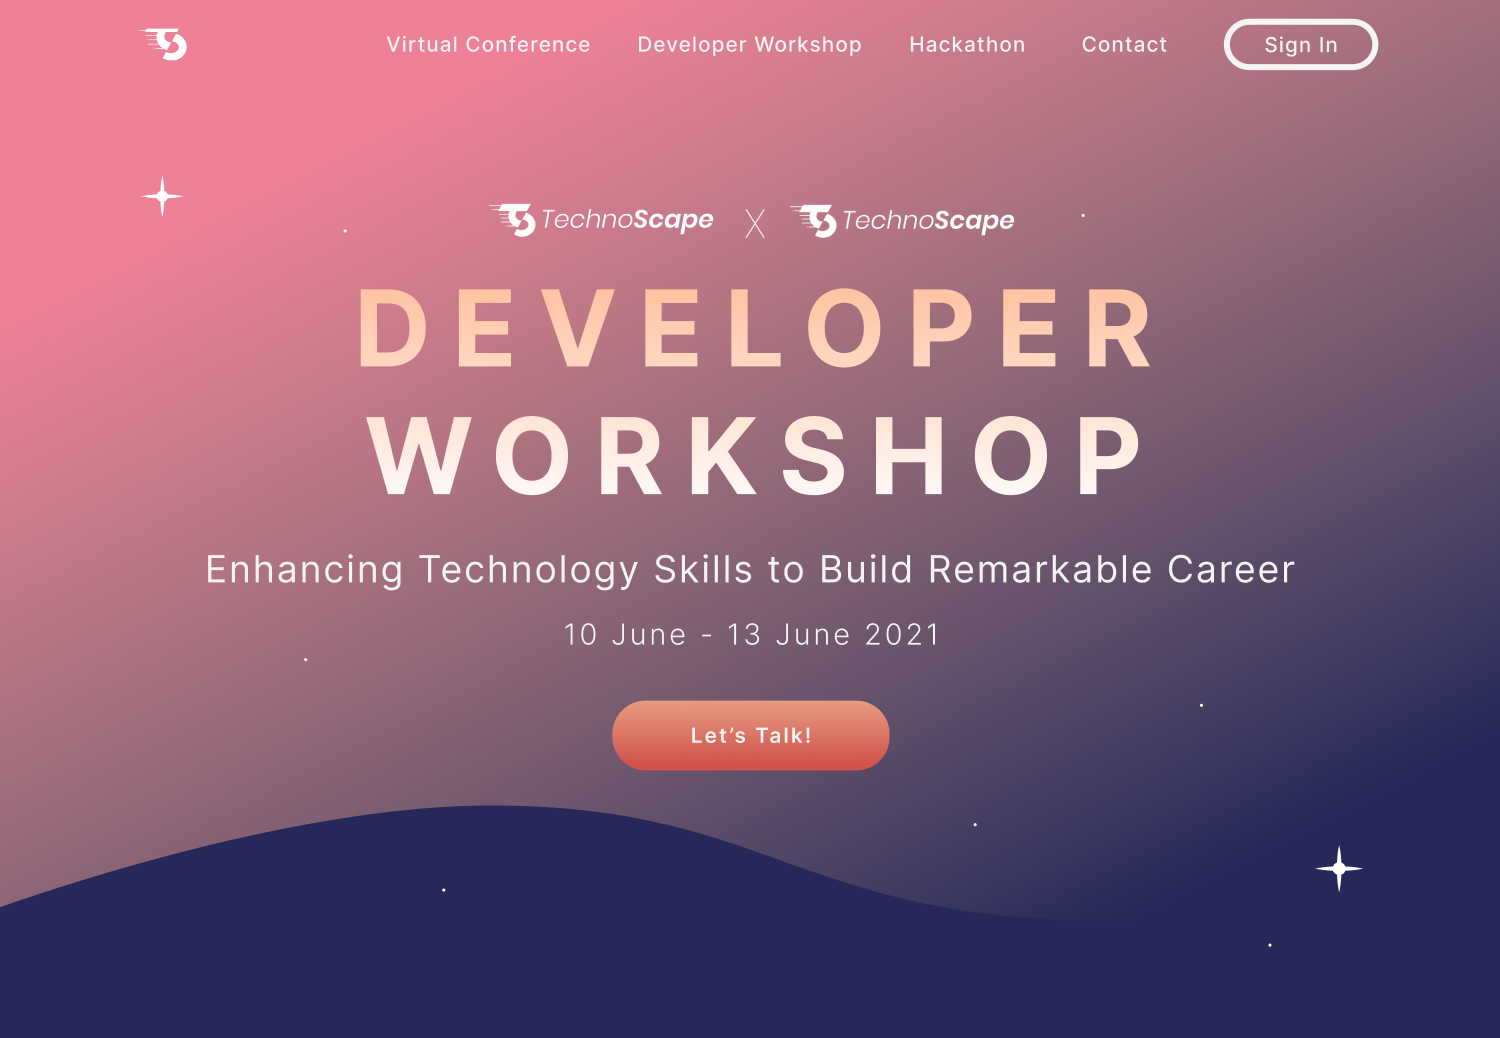 Virtual Conference Developer Workshop Hackathon Contact Sign In
TechnoScape X TechnoScape
DEVELOPER
WORKSHOP
Enhancing Technology Skills to Build Remarkable Career
10 June - 13 June 2021
Let’s Talk!